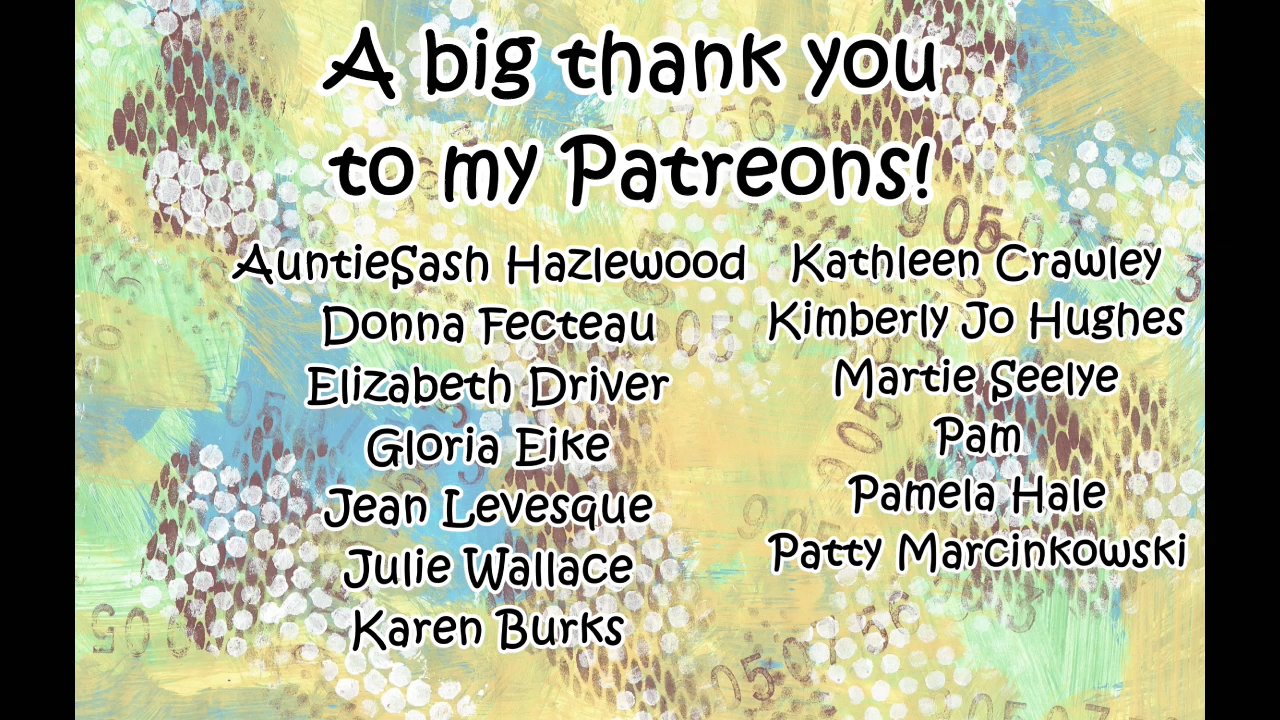 A big thank you
to my Patreons!
AuntieSash Hazlewood
Donna Fecteau
Elizabeth Driver
Gloria Eike
Jean Levesque
Julie Wallace
Karen Burks
Kathleen Crawley
Kimberly Jo Hughes
Martie Seelye
Pam
Pamela Hale
Patty Marcinkowski